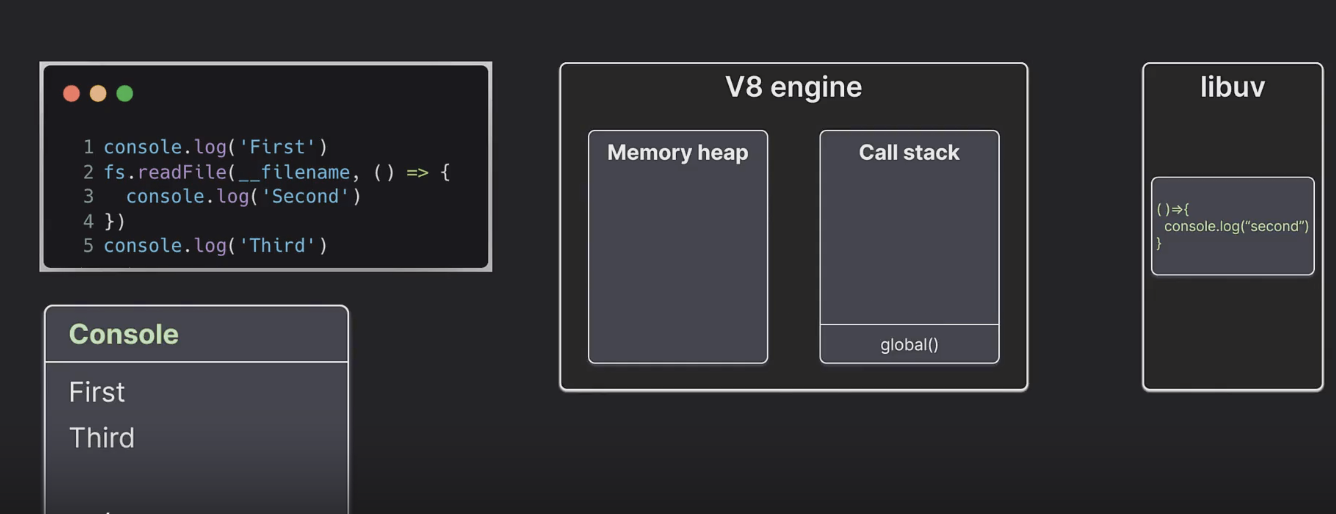 1 console.log('First')
2 fs.readFile(__filename, () => {
3   console.log('Second')
4 })
5 console.log('Third')
Console
First
Third
V8 engine
Memory heap
Call stack
global()
libuv
()=>{
console.log("second")
}